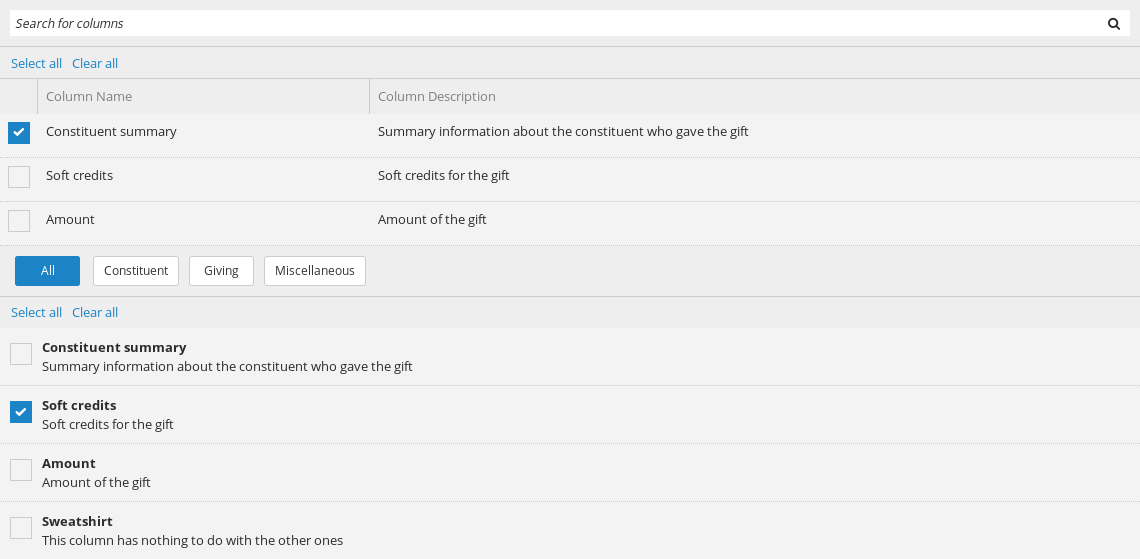 Search for columns
Select all Clear all
Column Name Column Description
Constituent summary Summary information about the constituent who gave the gift
Soft credits Soft credits for the gift
Amount Amount of the gift
All Constituent Giving Miscellaneous
Select all Clear all
Constituent summary
Summary information about the constituent who gave the gift
Soft credits
Soft credits for the gift
Amount
Amount of the gift
Sweatshirt
This column has nothing to do with the other ones